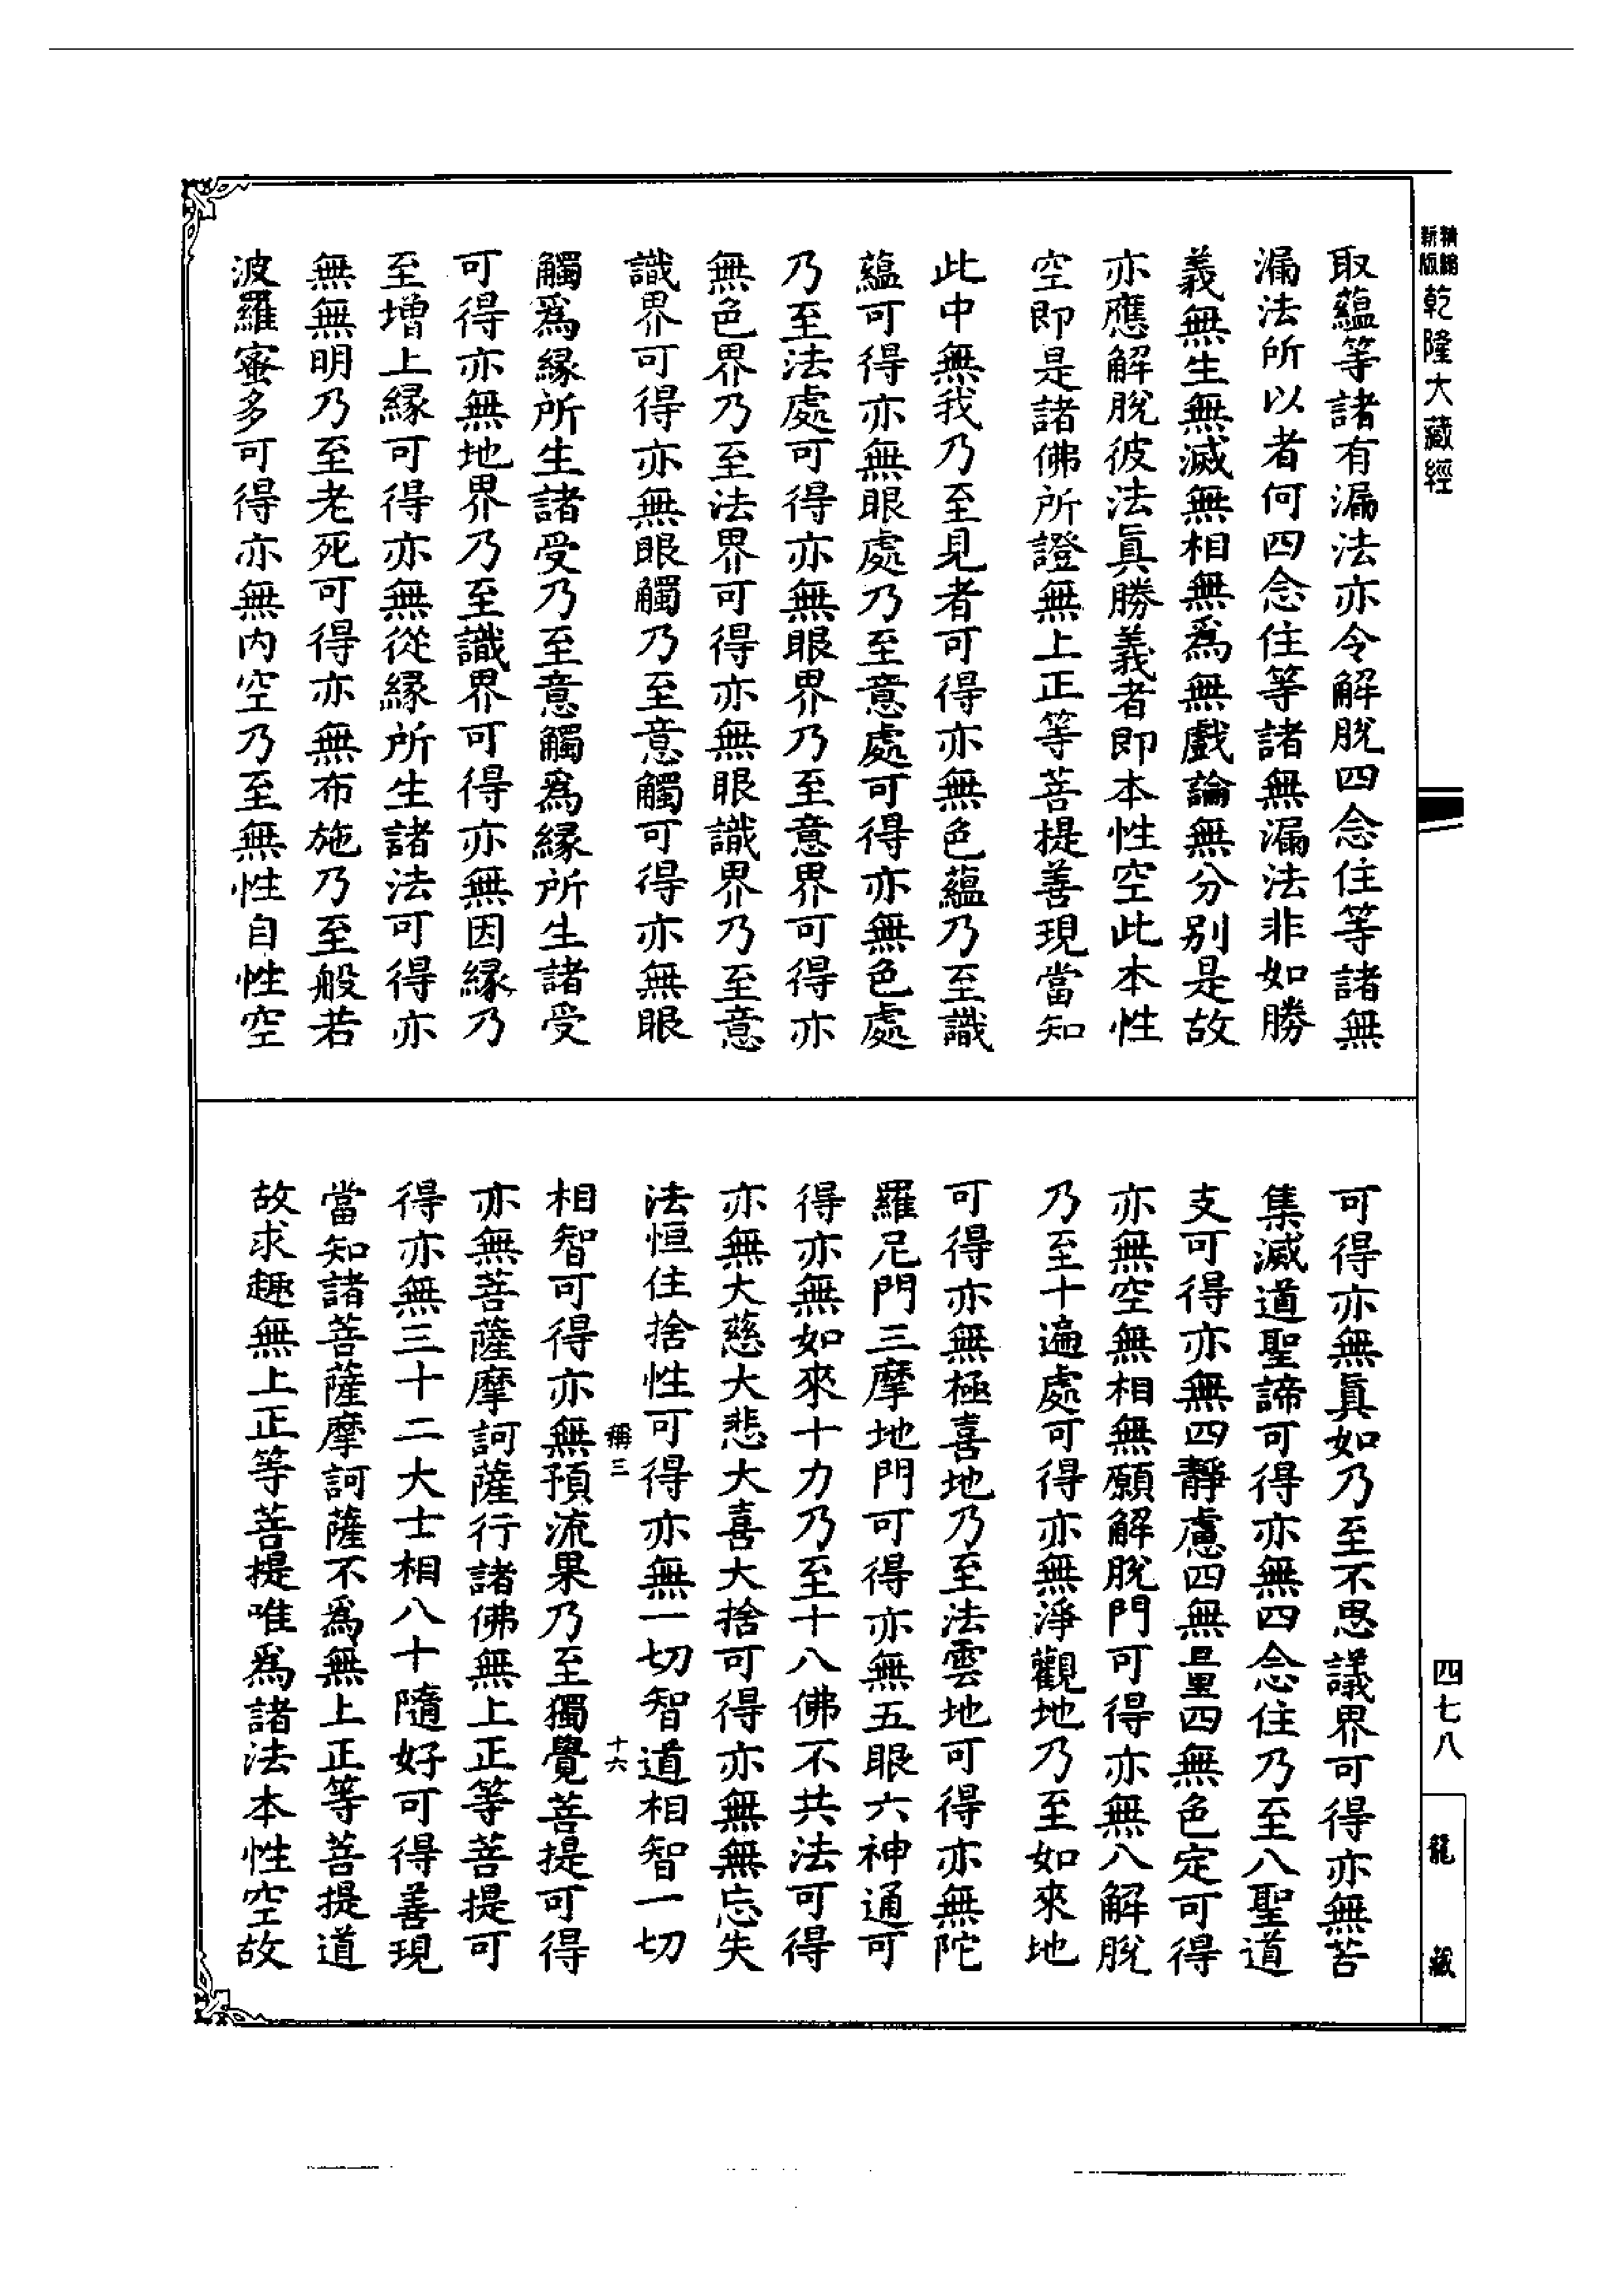 精縮新版乾隆大藏經
取蘊等諸有漏法亦令解脫四念住等諸無
漏法所以者何四念住等諸無漏法非如勝
義無生無滅無相無爲無戲論無分别是故
亦應解脫彼法眞勝義者即本性空此本性
空即是諸佛所證無上正等菩提善現當知
此中無我乃至見者可得亦無色蘊乃至識
蘊可得亦無眼處乃至意處可得亦無色處
乃至法處可得亦無眼界乃至意界可得亦
無色界乃至法界可得亦無眼識界乃至意
識界可得亦無眼觸乃至意觸可得亦無眼
觸爲緣所生諸受乃至意觸爲緣所生諸受
可得亦無地界乃至識界可得亦無因緣乃
至增上緣可得亦無從緣所生諸法可得亦
無無明乃至老死可得亦無布施乃至般若
波羅蜜多可得亦無内空乃至無性自性空
可得亦無眞如乃至不思議界可得亦無苦
集滅道聖諦可得亦無四念住乃至八聖道
支可得亦無四靜慮四無量四無色定可得
亦無空無相無願解脫門可得亦無八解脫
乃至十遍處可得亦無淨觀地乃至如來地
可得亦無極喜地乃至法雲地可得亦無陀
羅尼門三摩地門可得亦無五眼六神通可
得亦無如來十力乃至十八佛不共法可得
亦無大慈大悲大喜大捨可得亦無無忘失
法恒住捨性可得亦無一切智道相智一切
稱三 十六
相智可得亦無預流果乃至獨覺菩提可得
亦無菩薩摩訶薩行諸佛無上正等菩提可
得亦無三十二大士相八十隨好可得善現
當知諸菩薩摩訶薩不爲無上正等菩提道
故求趣無上正等菩提唯爲諸法本性空故
四七八
龍藏